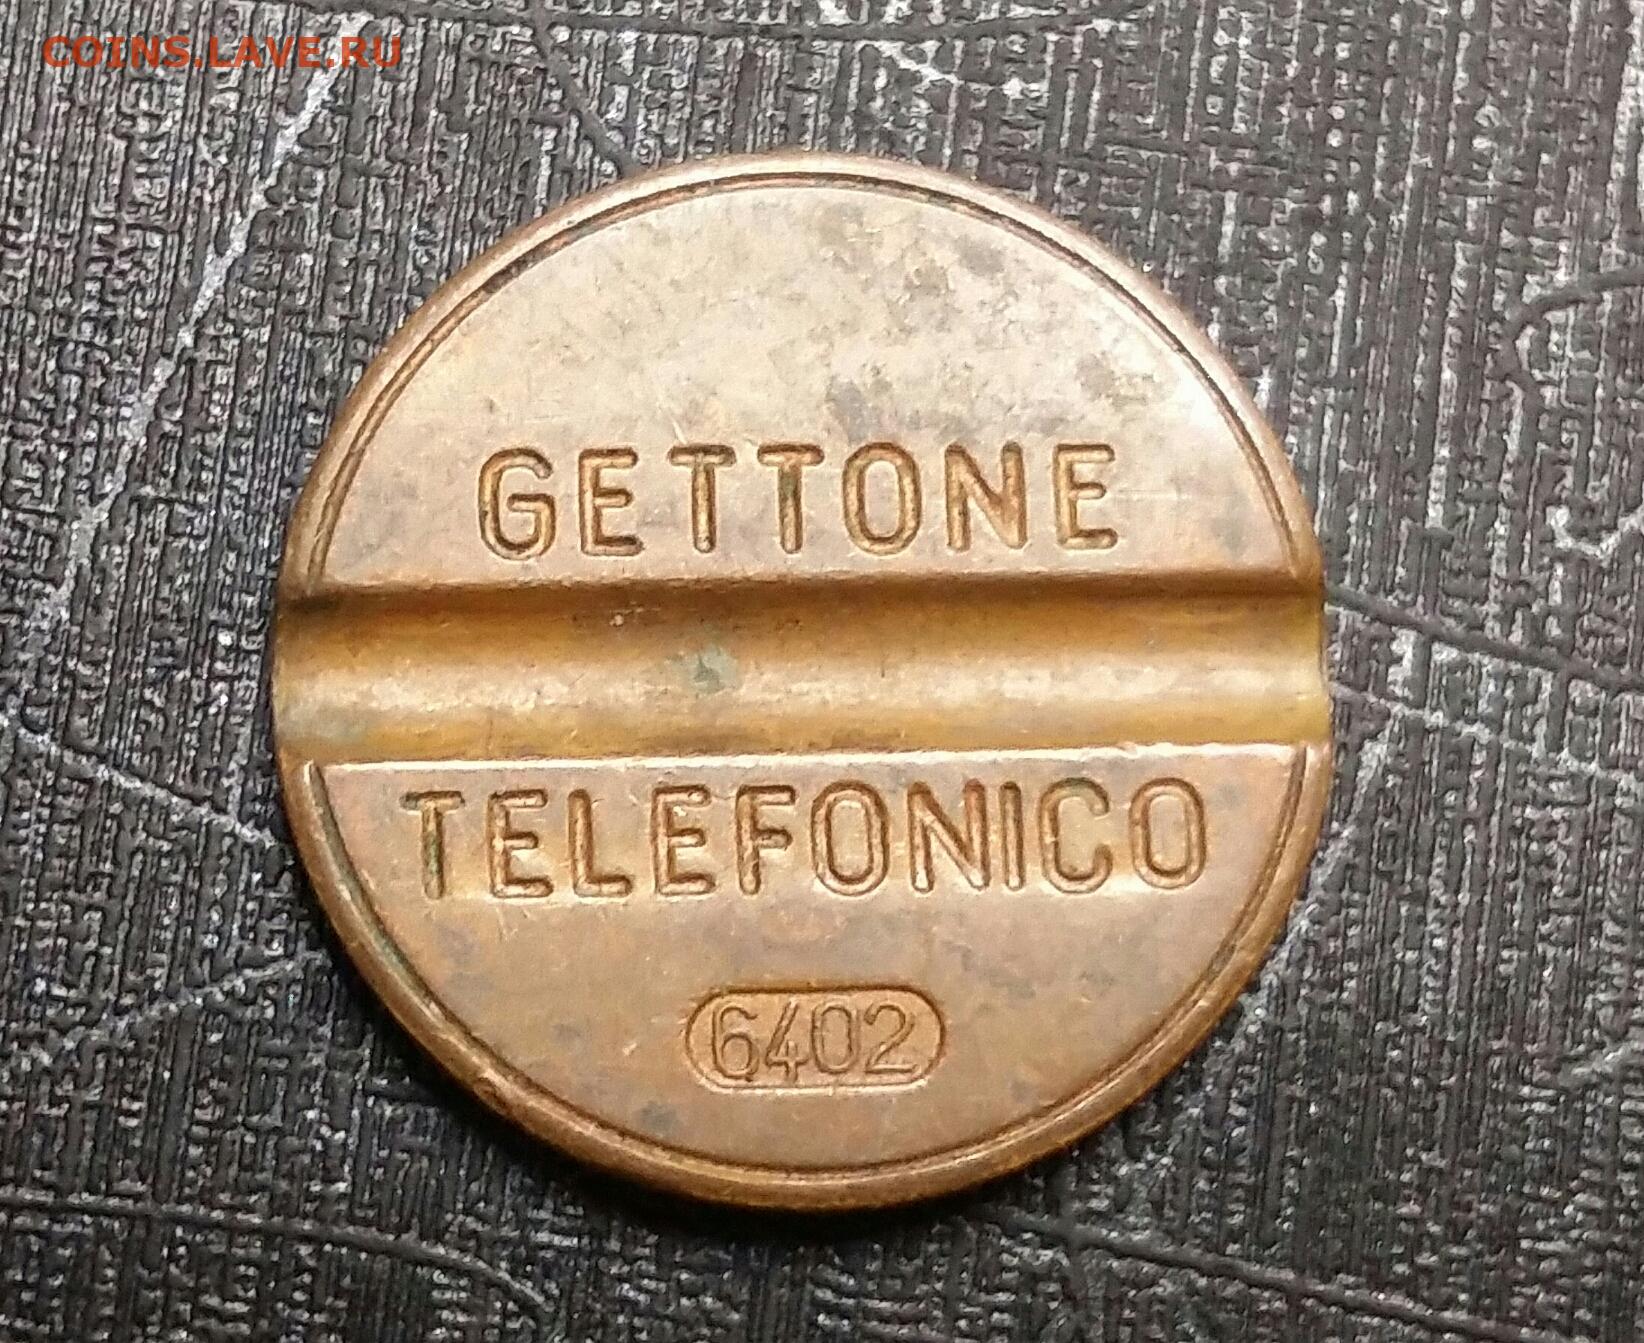 COINS.LAVE.RU
GETTONE
TELEFONICO
6402